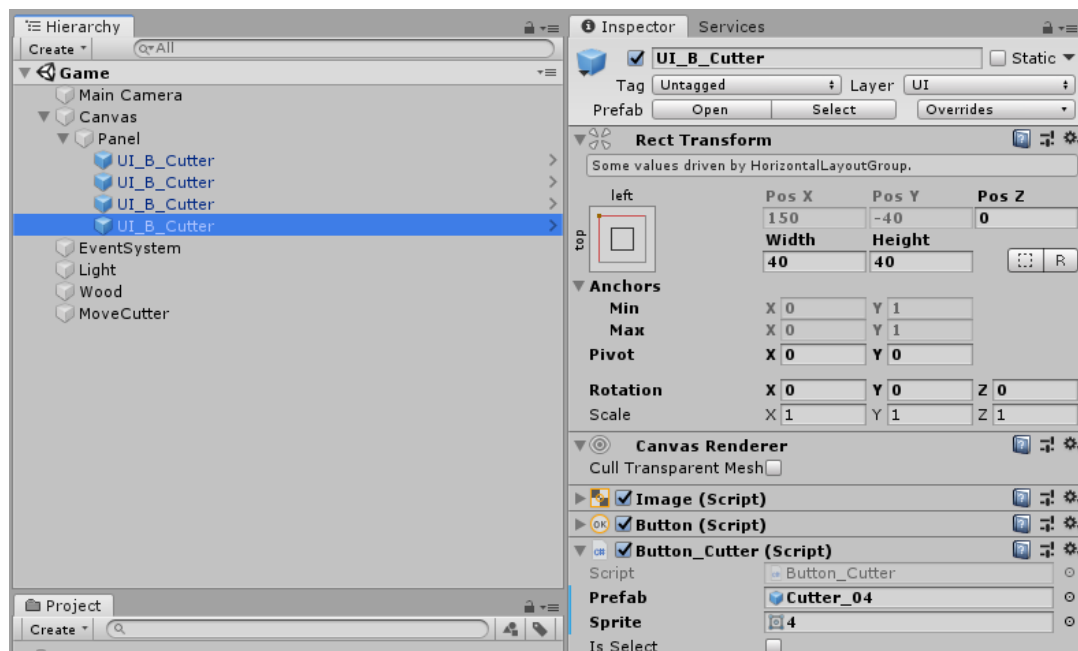 Hierarchy
Create
All
Game
Main Camera
Canvas
Panel
UI_B_Cutter
UI_B_Cutter
UI_B_Cutter
UI_B_Cutter
EventSystem
Light
Wood
MoveCutter
Project
Create
Inspector Services
UI_B_Cutter Static
Tag Untagged Layer UI
Prefab Open Select Overrides
Rect Transform
Some values driven by HorizontalLayoutGroup.
left Pos X Pos Y Pos Z
top 150 -40 0
Width Height
40 40 R
Anchors
Min X 0 Y 1
Max X 0 Y 1
Pivot X 0 Y 0
Rotation X 0 Y 0 Z 0
Scale X 1 Y 1 Z 1
Canvas Renderer
Cull Transparent Mesh
Image (Script)
OK Button (Script)
c# Button_Cutter (Script)
Script Button_Cutter
Prefab Cutter_04
Sprite 4
Is Select